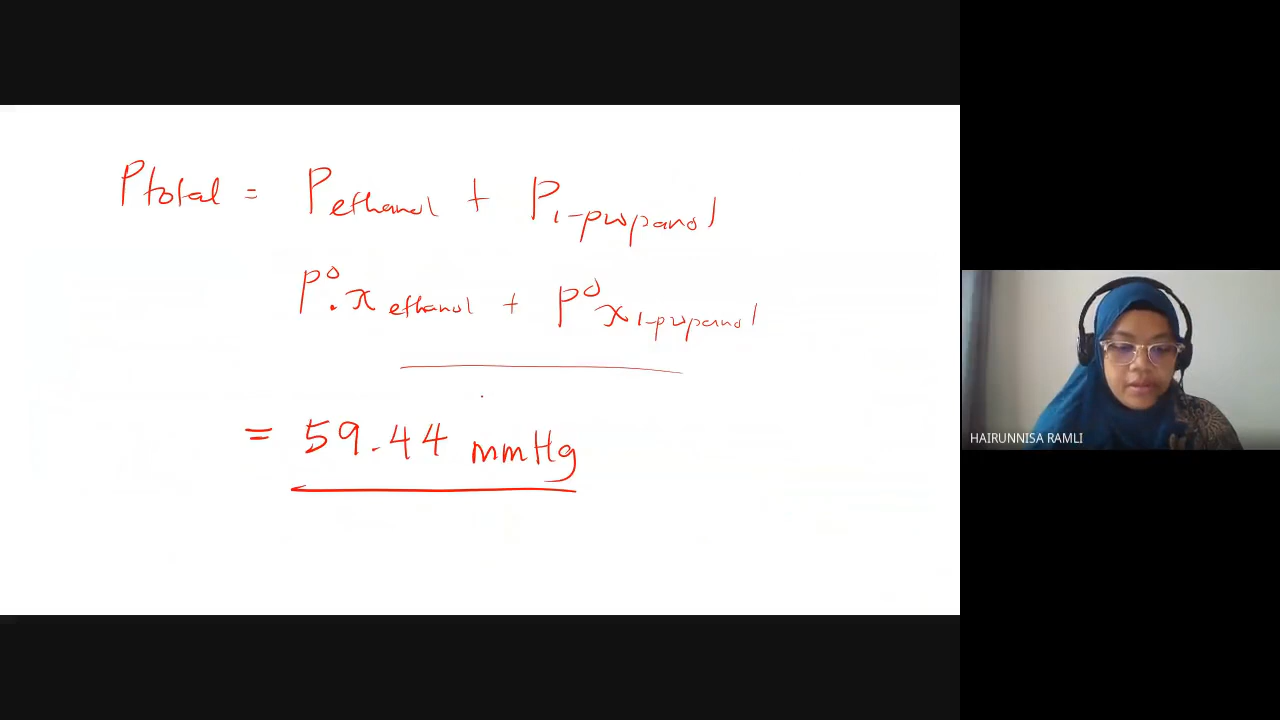 Ptotal = Pethanol + P1-propanol
P°.x ethanol + P°x1-propanol
= 59.44 mmHg
HAIRUNNISA RAMLI